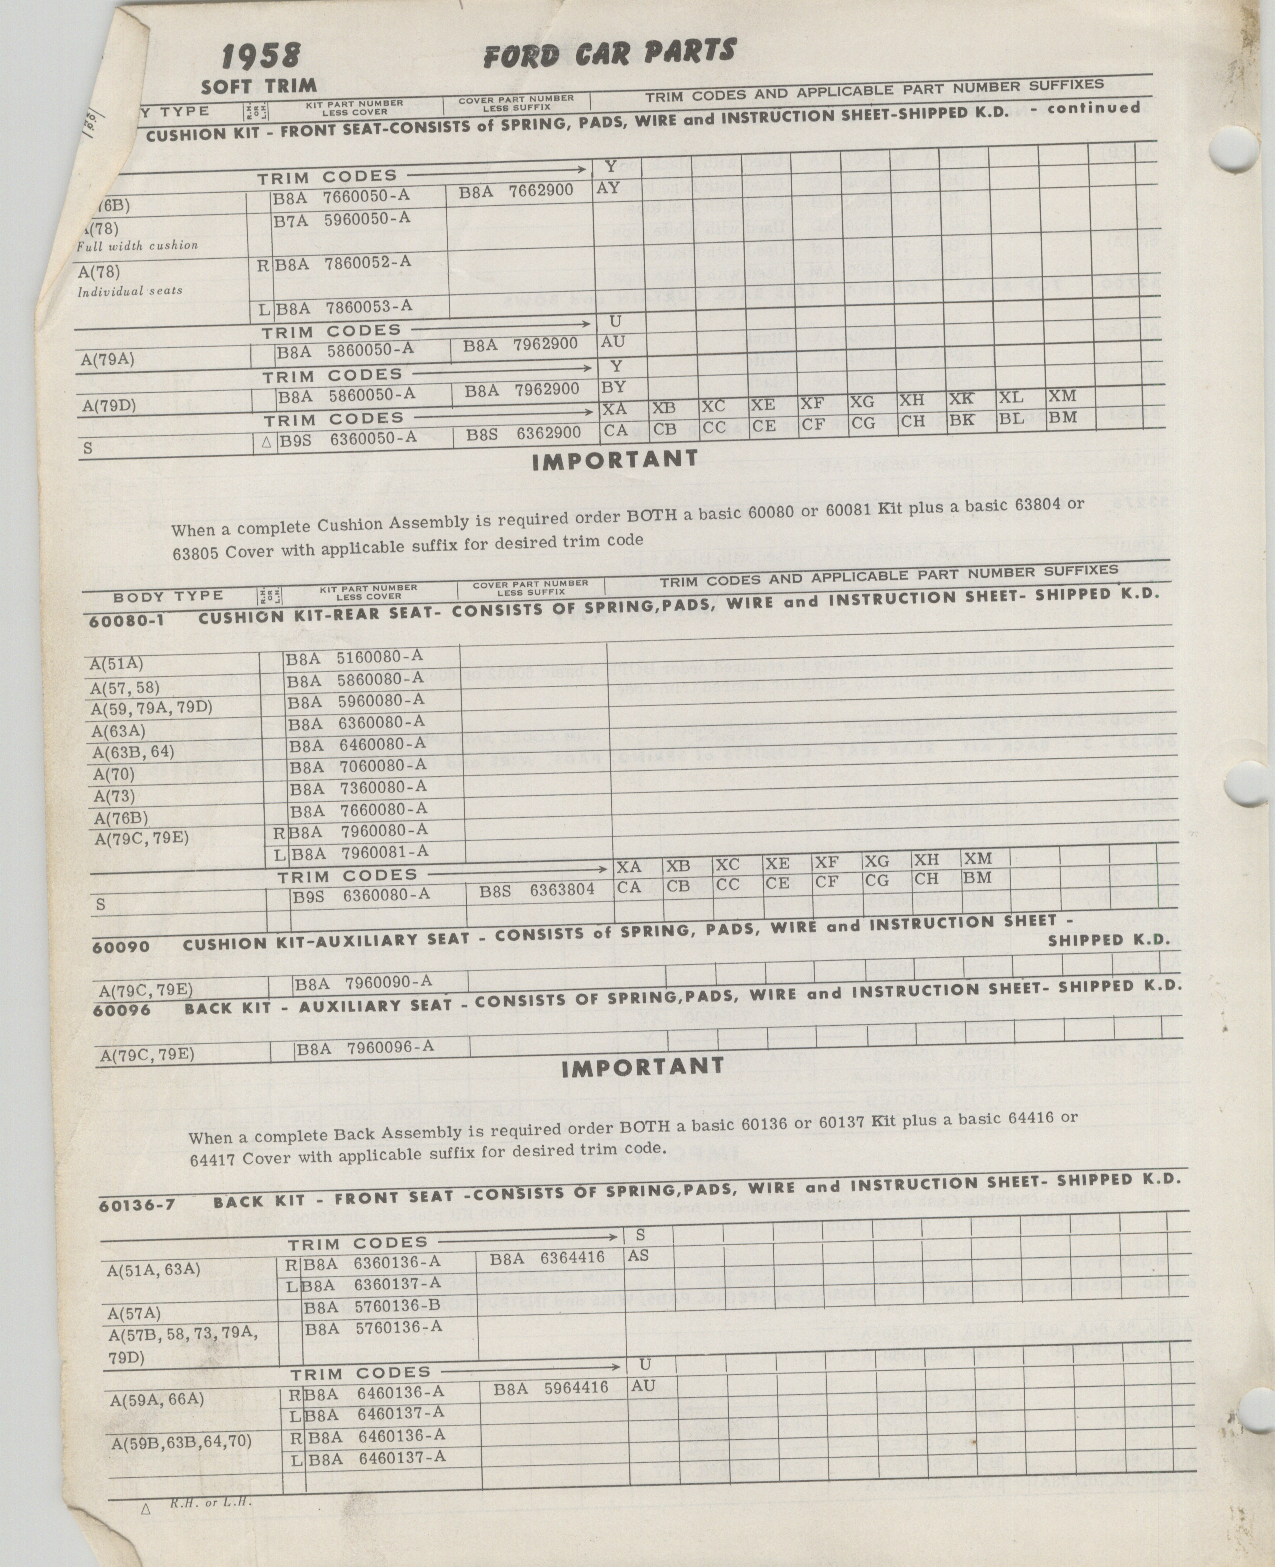 1958 FORD CAR PARTS
SOFT TRIM
Y TYPE R.H. OR L.H. KIT PART NUMBER LESS COVER COVER PART NUMBER LESS SUFFIX TRIM CODES AND APPLICABLE PART NUMBER SUFFIXES
CUSHION KIT - FRONT SEAT-CONSISTS of SPRING, PADS, WIRE and INSTRUCTION SHEET-SHIPPED K.D. - continued
TRIM CODES Y
76B) B8A 7660050-A B8A 7662900 AY
A(78) B7A 5960050-A
Full width cushion
A(78) R B8A 7860052-A
Individual seats
L B8A 7860053-A
TRIM CODES U
A(79A) B8A 5860050-A B8A 7962900 AU
TRIM CODES Y
A(79D) B8A 5860050-A B8A 7962900 BY
TRIM CODES XA XB XC XE XF XG XH XK XL XM
S △ B9S 6360050-A B8S 6362900 CA CB CC CE CF CG CH BK BL BM
IMPORTANT
When a complete Cushion Assembly is required order BOTH a basic 60080 or 60081 Kit plus a basic 63804 or
63805 Cover with applicable suffix for desired trim code
BODY TYPE R.H. OR L.H. KIT PART NUMBER LESS COVER COVER PART NUMBER LESS SUFFIX TRIM CODES AND APPLICABLE PART NUMBER SUFFIXES
60080-1 CUSHION KIT-REAR SEAT- CONSISTS OF SPRING,PADS, WIRE and INSTRUCTION SHEET- SHIPPED K.D.
A(51A) B8A 5160080-A
A(57, 58) B8A 5860080-A
A(59, 79A, 79D) B8A 5960080-A
A(63A) B8A 6360080-A
A(63B, 64) B8A 6460080-A
A(70) B8A 7060080-A
A(73) B8A 7360080-A
A(76B) B8A 7660080-A
A(79C, 79E) R B8A 7960080-A
L B8A 7960081-A
TRIM CODES XA XB XC XE XF XG XH XM
S B9S 6360080-A B8S 6363804 CA CB CC CE CF CG CH BM
60090 CUSHION KIT-AUXILIARY SEAT - CONSISTS of SPRING, PADS, WIRE and INSTRUCTION SHEET -
SHIPPED K.D.
A(79C, 79E) B8A 7960090-A
60096 BACK KIT - AUXILIARY SEAT - CONSISTS OF SPRING,PADS, WIRE and INSTRUCTION SHEET- SHIPPED K.D.
A(79C, 79E) B8A 7960096-A
IMPORTANT
When a complete Back Assembly is required order BOTH a basic 60136 or 60137 Kit plus a basic 64416 or
64417 Cover with applicable suffix for desired trim code.
60136-7 BACK KIT - FRONT SEAT -CONSISTS OF SPRING,PADS, WIRE and INSTRUCTION SHEET- SHIPPED K.D.
TRIM CODES S
A(51A, 63A) R B8A 6360136-A B8A 6364416 AS
L B8A 6360137-A
A(57A) B8A 5760136-B
A(57B, 58, 73, 79A, B8A 5760136-A
79D)
TRIM CODES U
A(59A, 66A) R B8A 6460136-A B8A 5964416 AU
L B8A 6460137-A
A(59B,63B,64,70) R B8A 6460136-A
L B8A 6460137-A
△ R.H. or L.H.